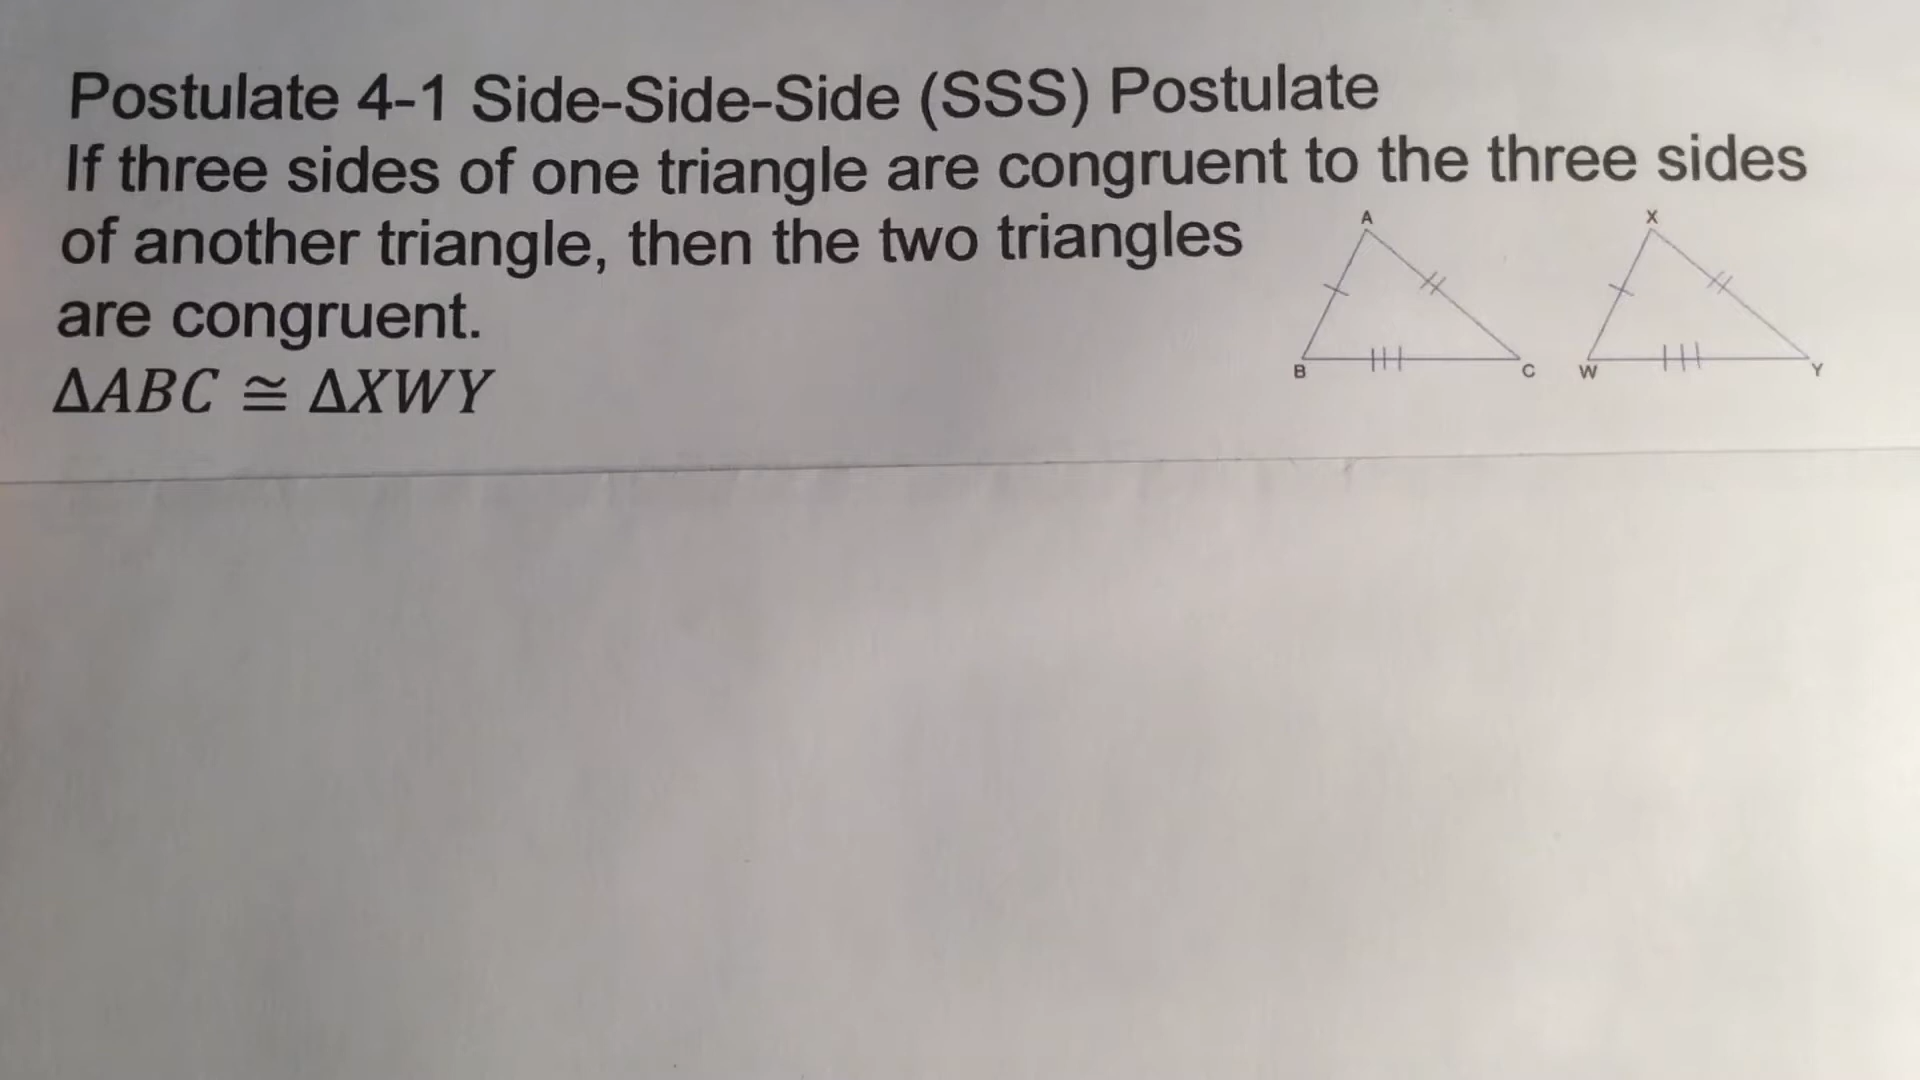 Postulate 4-1 Side-Side-Side (SSS) Postulate
If three sides of one triangle are congruent to the three sides
of another triangle, then the two triangles
are congruent.
ΔABC ≅ ΔXWY
A X
B C W Y